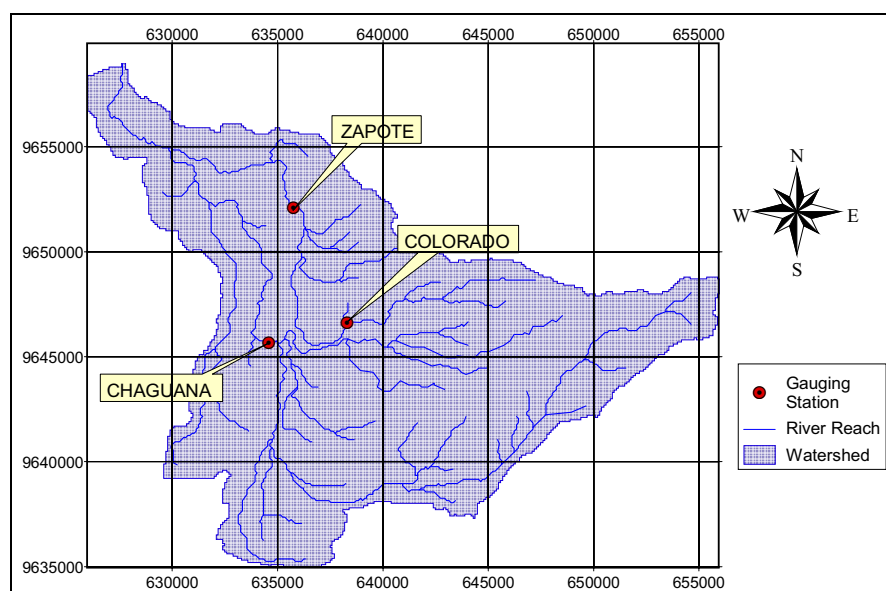 630000 635000 640000 645000 650000 655000
9655000
9650000
9645000
9640000
9635000
ZAPOTE
COLORADO
CHAGUANA
630000 635000 640000 645000 650000 655000
N
W E
S
Gauging
Station
River Reach
Watershed